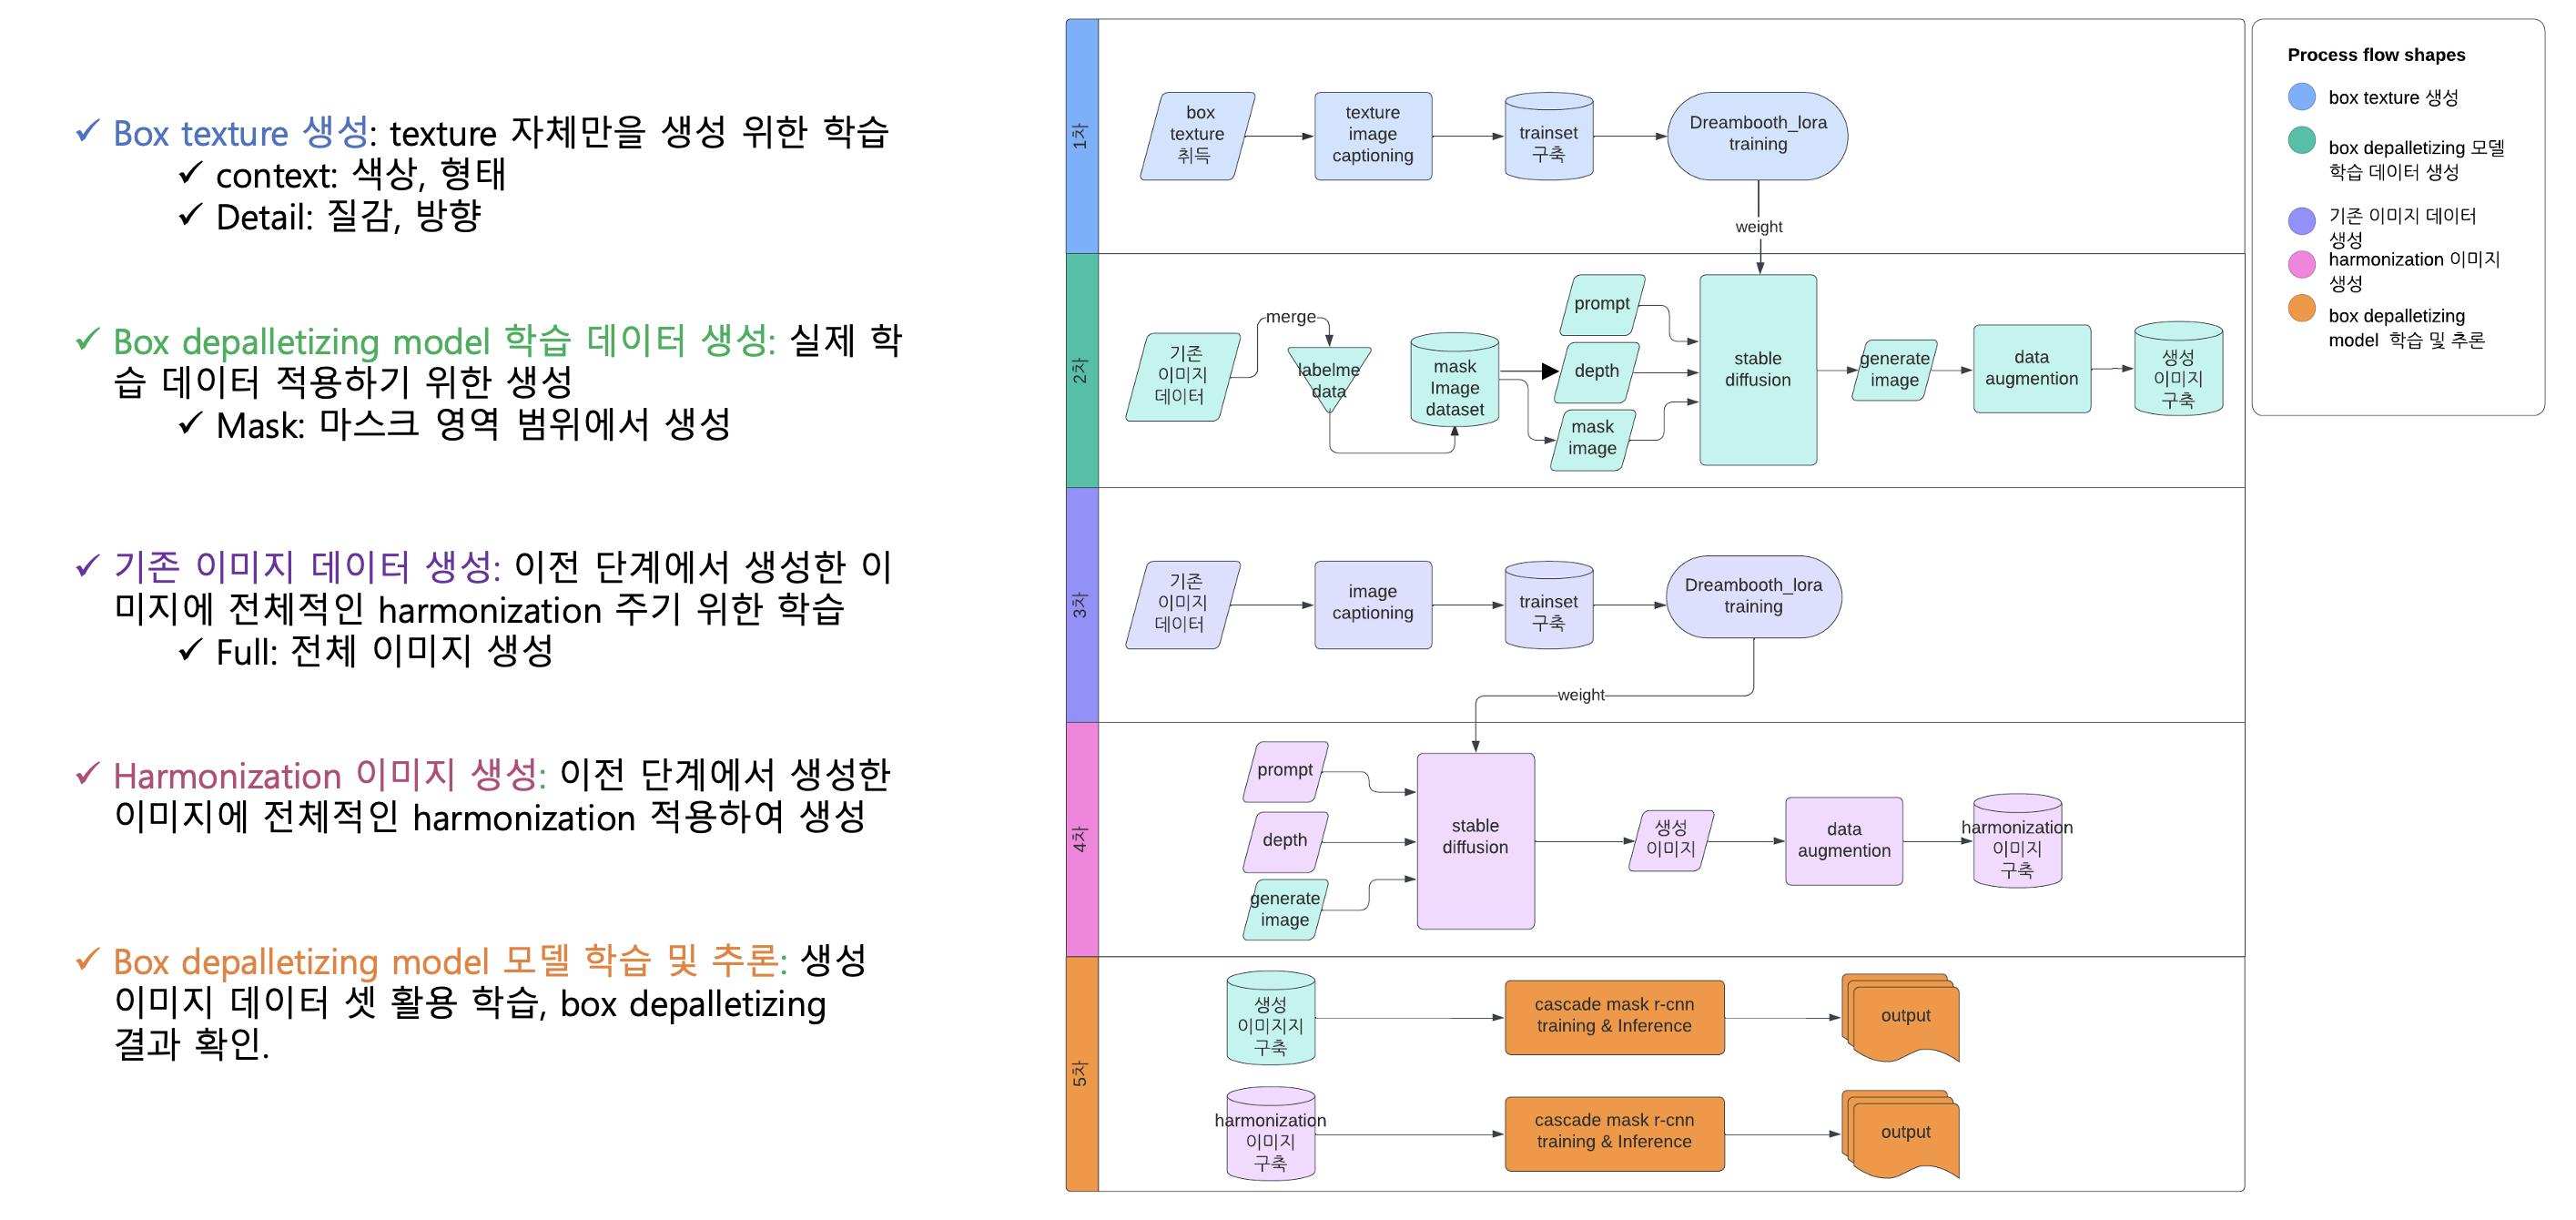 ✓ Box texture 생성: texture 자체만을 생성 위한 학습
✓ context: 색상, 형태
✓ Detail: 질감, 방향
✓ Box depalletizing model 학습 데이터 생성: 실제 학
습 데이터 적용하기 위한 생성
✓ Mask: 마스크 영역 범위에서 생성
✓ 기존 이미지 데이터 생성: 이전 단계에서 생성한 이
미지에 전체적인 harmonization 주기 위한 학습
✓ Full: 전체 이미지 생성
✓ Harmonization 이미지 생성: 이전 단계에서 생성한
이미지에 전체적인 harmonization 적용하여 생성
✓ Box depalletizing model 모델 학습 및 추론: 생성
이미지 데이터 셋 활용 학습, box depalletizing
결과 확인.
1차
box
texture
취득
texture
image
captioning
trainset
구축
Dreambooth_lora
training
weight
2차
기존
이미지
데이터
merge
labelme
data
mask
Image
dataset
prompt
depth
mask
image
stable
diffusion
generate
image
data
augmention
생성
이미지
구축
3차
기존
이미지
데이터
image
captioning
trainset
구축
Dreambooth_lora
training
weight
4차
prompt
depth
generate
image
stable
diffusion
생성
이미지
data
augmention
harmonization
이미지
구축
5차
생성
이미지지
구축
cascade mask r-cnn
training & Inference
output
harmonization
이미지
구축
cascade mask r-cnn
training & Inference
output
Process flow shapes
box texture 생성
box depalletizing 모델
학습 데이터 생성
기존 이미지 데이터
생성
harmonization 이미지
생성
box depalletizing
model 학습 및 추론